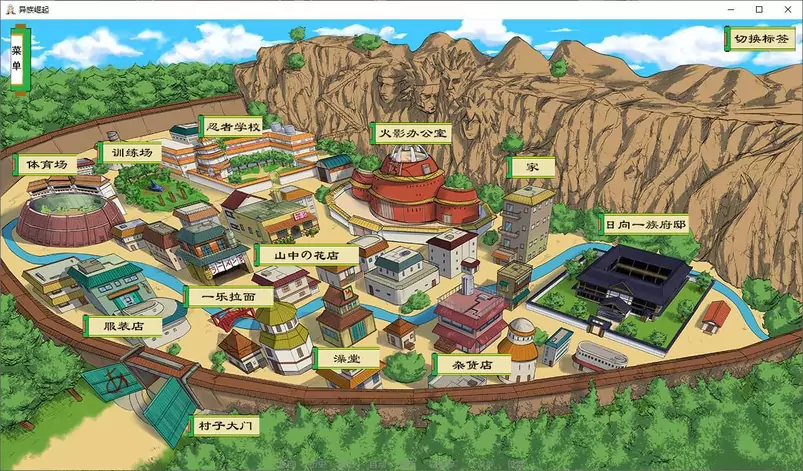 异族崛起
菜单
切换标签
忍者学校
火影办公室
训练场
体育场
家
日向一族府邸
山中の花店
一乐拉面
服装店
澡堂
杂货店
村子大门
あ